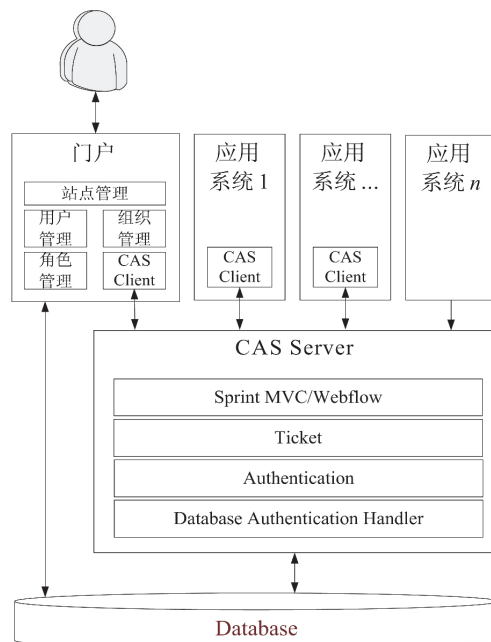 门户
站点管理
用户
管理
组织
管理
角色
管理
CAS
Client
应用
系统 1
CAS
Client
应用
系统 ...
CAS
Client
应用
系统 n
CAS Server
Sprint MVC/Webflow
Ticket
Authentication
Database Authentication Handler
Database